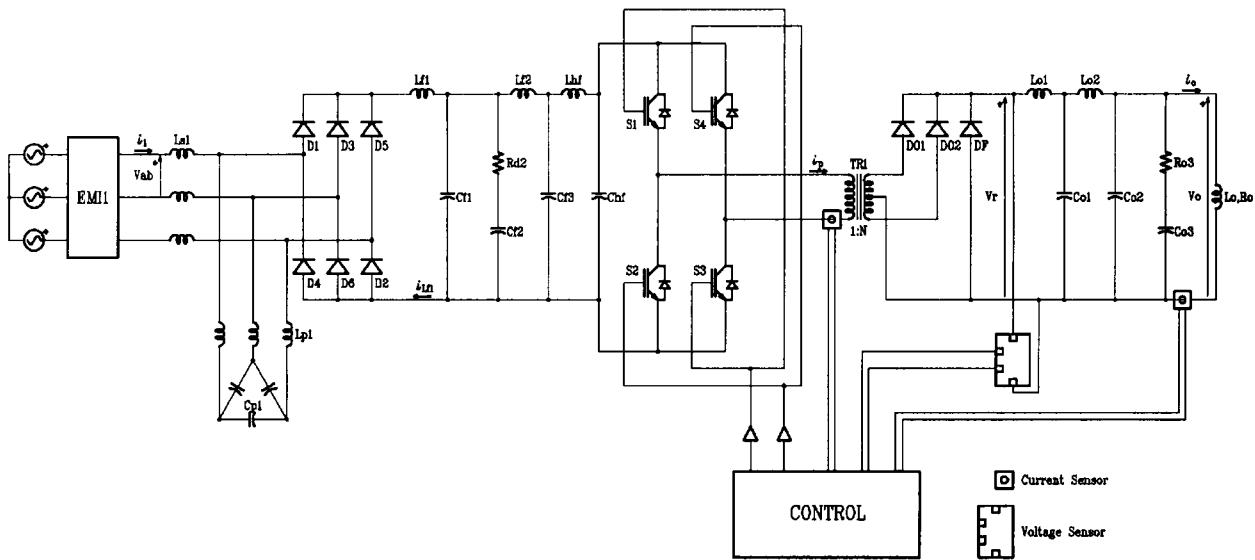 Lf1
Lf2
Lhf
Lo1
Lo2
io
i1
Ls1
S1
S4
D1
D3
D5
DO1
DO2
DF
Vab
EMI1
Rd2
ip
TR1
Ro3
Cf1
Cf3
Chf
Vr
Co1
Co2
Vo
Lo,Ro
1:N
Cf2
Co3
S2
S3
D4
D6
D2
iLf1
Lp1
Cp1
CONTROL
Current Sensor
Voltage Sensor